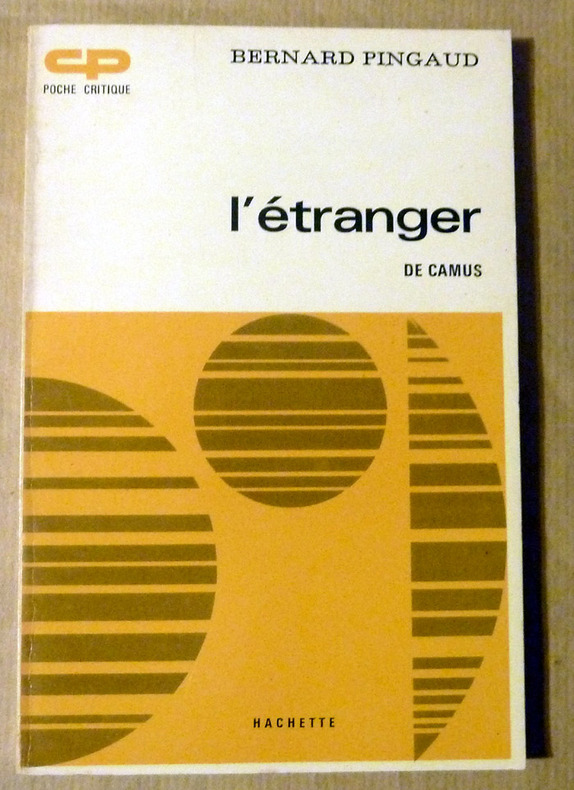 cp
POCHE CRITIQUE
BERNARD PINGAUD
l'étranger
DE CAMUS
HACHETTE